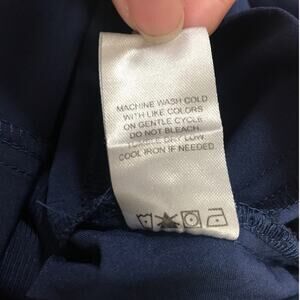 MACHINE WASH COLD
WITH LIKE COLORS
ON GENTLE CYCLE
DO NOT BLEACH.
TUMBLE DRY LOW.
COOL IRON IF NEEDED.